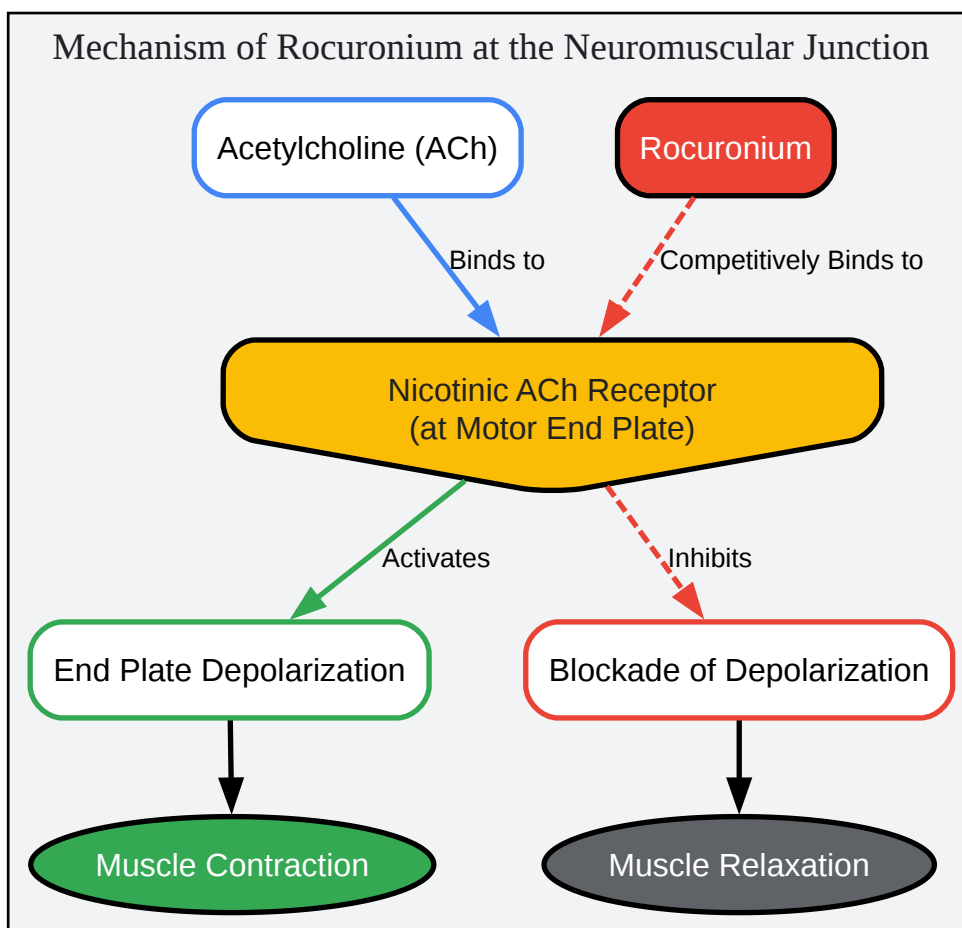 Mechanism of Rocuronium at the Neuromuscular Junction
Acetylcholine (ACh)
Rocuronium
Binds to
Competitively Binds to
Nicotinic ACh Receptor
(at Motor End Plate)
Activates
Inhibits
End Plate Depolarization
Blockade of Depolarization
Muscle Contraction
Muscle Relaxation